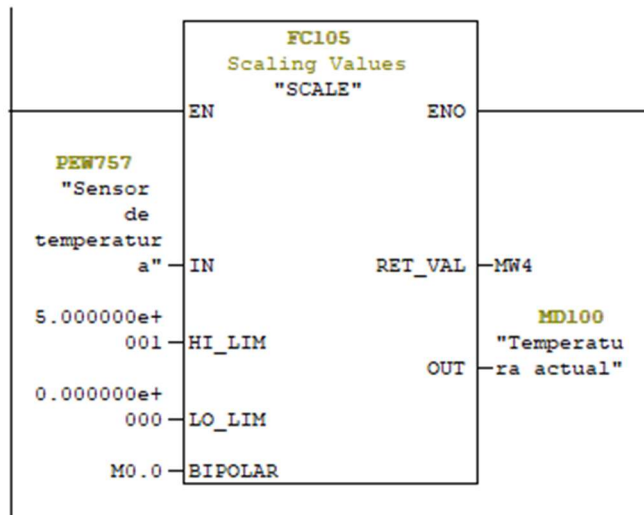 FC105
Scaling Values
"SCALE"
EN ENO
PEW757
"Sensor
de
temperatur
a" IN RET_VAL MW4
5.000000e+
001 HI_LIM
MD100
"Temperatu
OUT ra actual"
0.000000e+
000 LO_LIM
M0.0 BIPOLAR